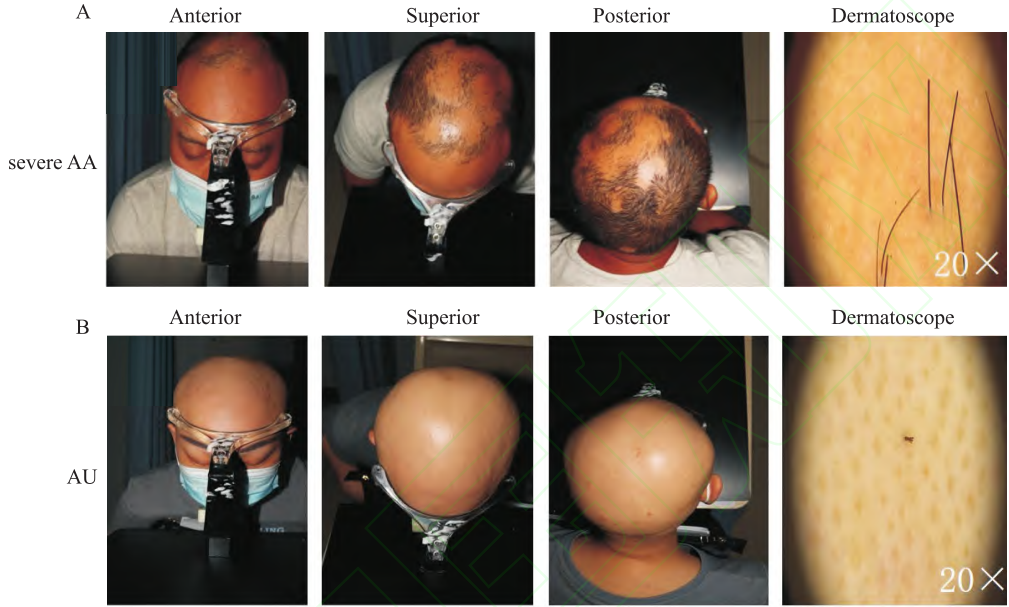 A
Anterior Superior Posterior Dermatoscope
severe AA
20×
B
Anterior Superior Posterior Dermatoscope
AU
20×